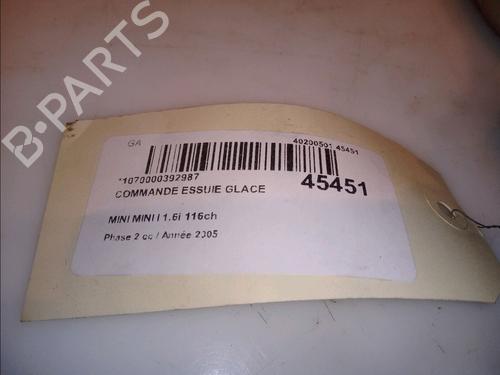 B-PARTS
GA
40200501 45451
*1070000392987
COMMANDE ESSUIE GLACE
45451
MINI MINI I 1.6i 116ch
Phase 2 cc / Année 2005